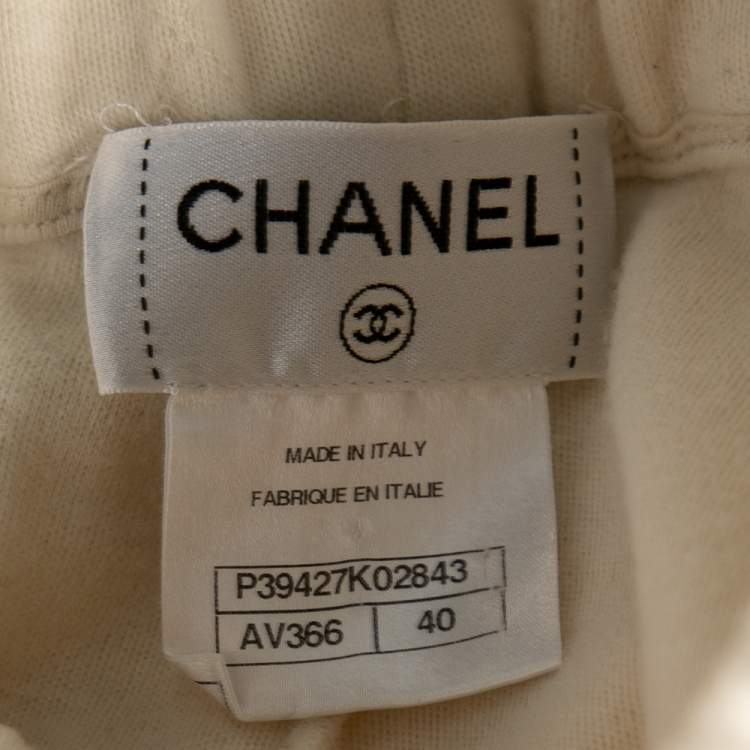 CHANEL
MADE IN ITALY
FABRIQUE EN ITALIE
P39427K02843
AV366 40